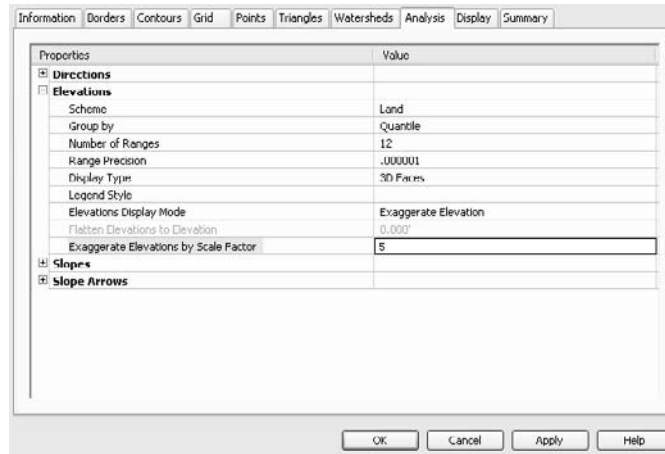 Information Borders Contours Grid Points Triangles Watersheds Analysis Display Summary
Properties Value
Directions
Elevations
Scheme Land
Group by Quantile
Number of Ranges 12
Range Precision .000001
Display Type 3D Faces
Legend Style
Elevations Display Mode Exaggerate Elevation
Flatten Elevations to Elevation 0.000'
Exaggerate Elevations by Scale Factor 5
Slopes
Slope Arrows
OK Cancel Apply Help